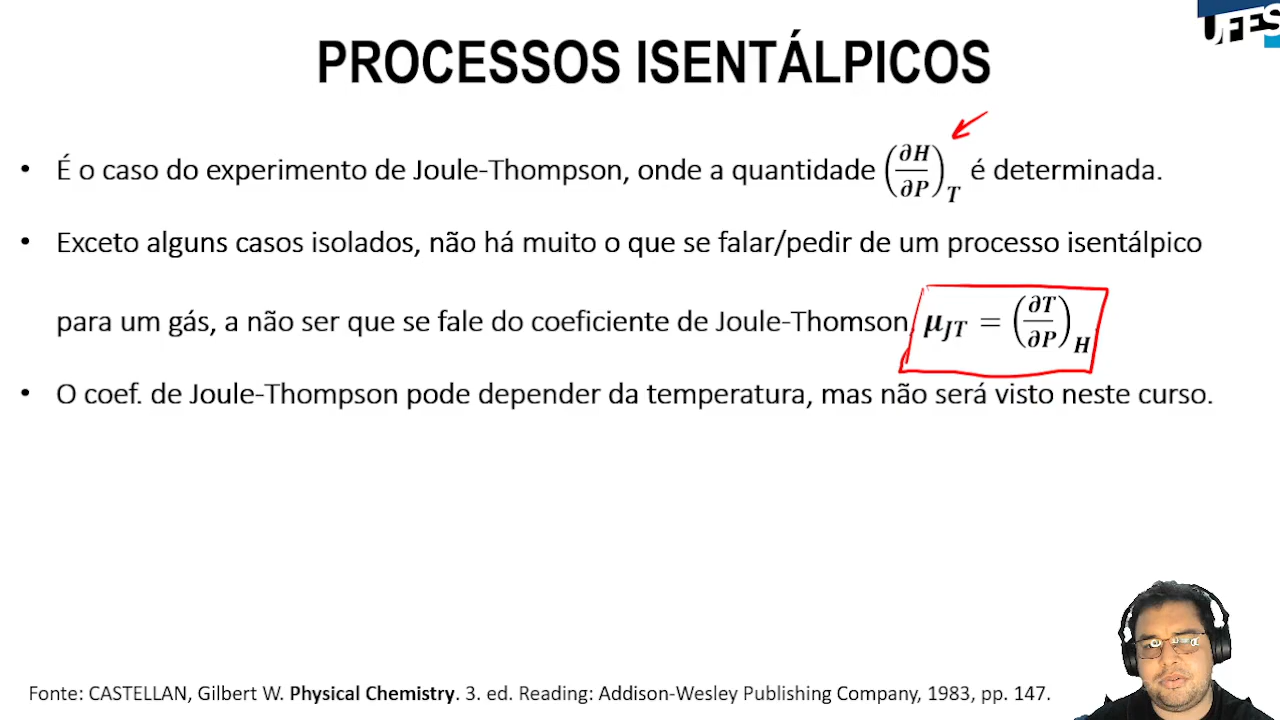 UFES
PROCESSOS ISENTÁLPICOS
• É o caso do experimento de Joule-Thompson, onde a quantidade (∂H/∂P)_T é determinada.
• Exceto alguns casos isolados, não há muito o que se falar/pedir de um processo isentálpico
para um gás, a não ser que se fale do coeficiente de Joule-Thomson, μ_JT = (∂T/∂P)_H
• O coef. de Joule-Thompson pode depender da temperatura, mas não será visto neste curso.
Fonte: CASTELLAN, Gilbert W. Physical Chemistry. 3. ed. Reading: Addison-Wesley Publishing Company, 1983, pp. 147.